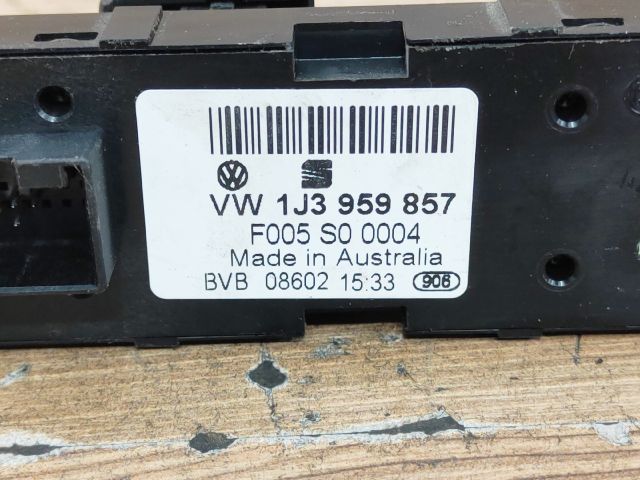 VW 1J3 959 857
F005 S0 0004
Made in Australia
BVB 08602 15:33 906